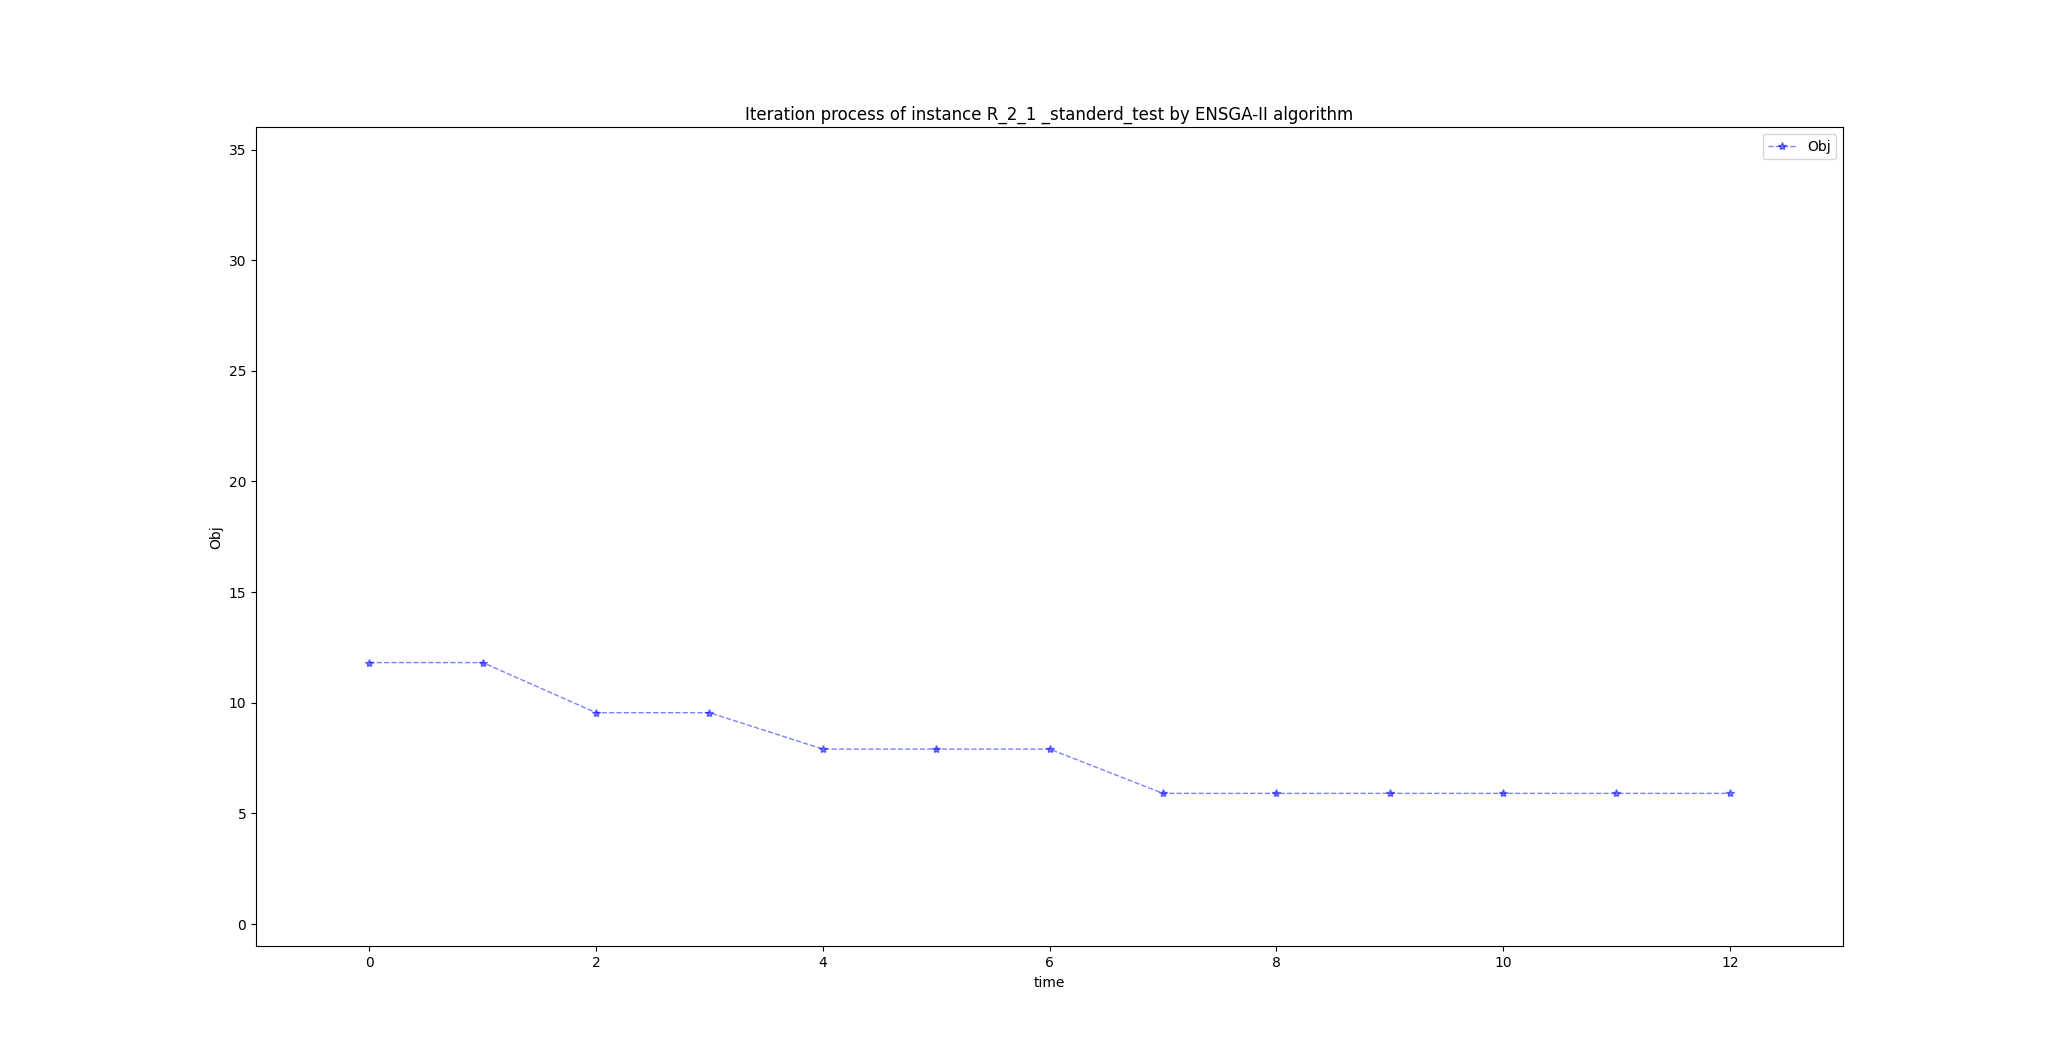 Iteration process of instance R_2_1 _standerd_test by ENSGA-II algorithm
Obj
35
30
25
20
15
10
5
0
Obj
0 2 4 6 8 10 12
time